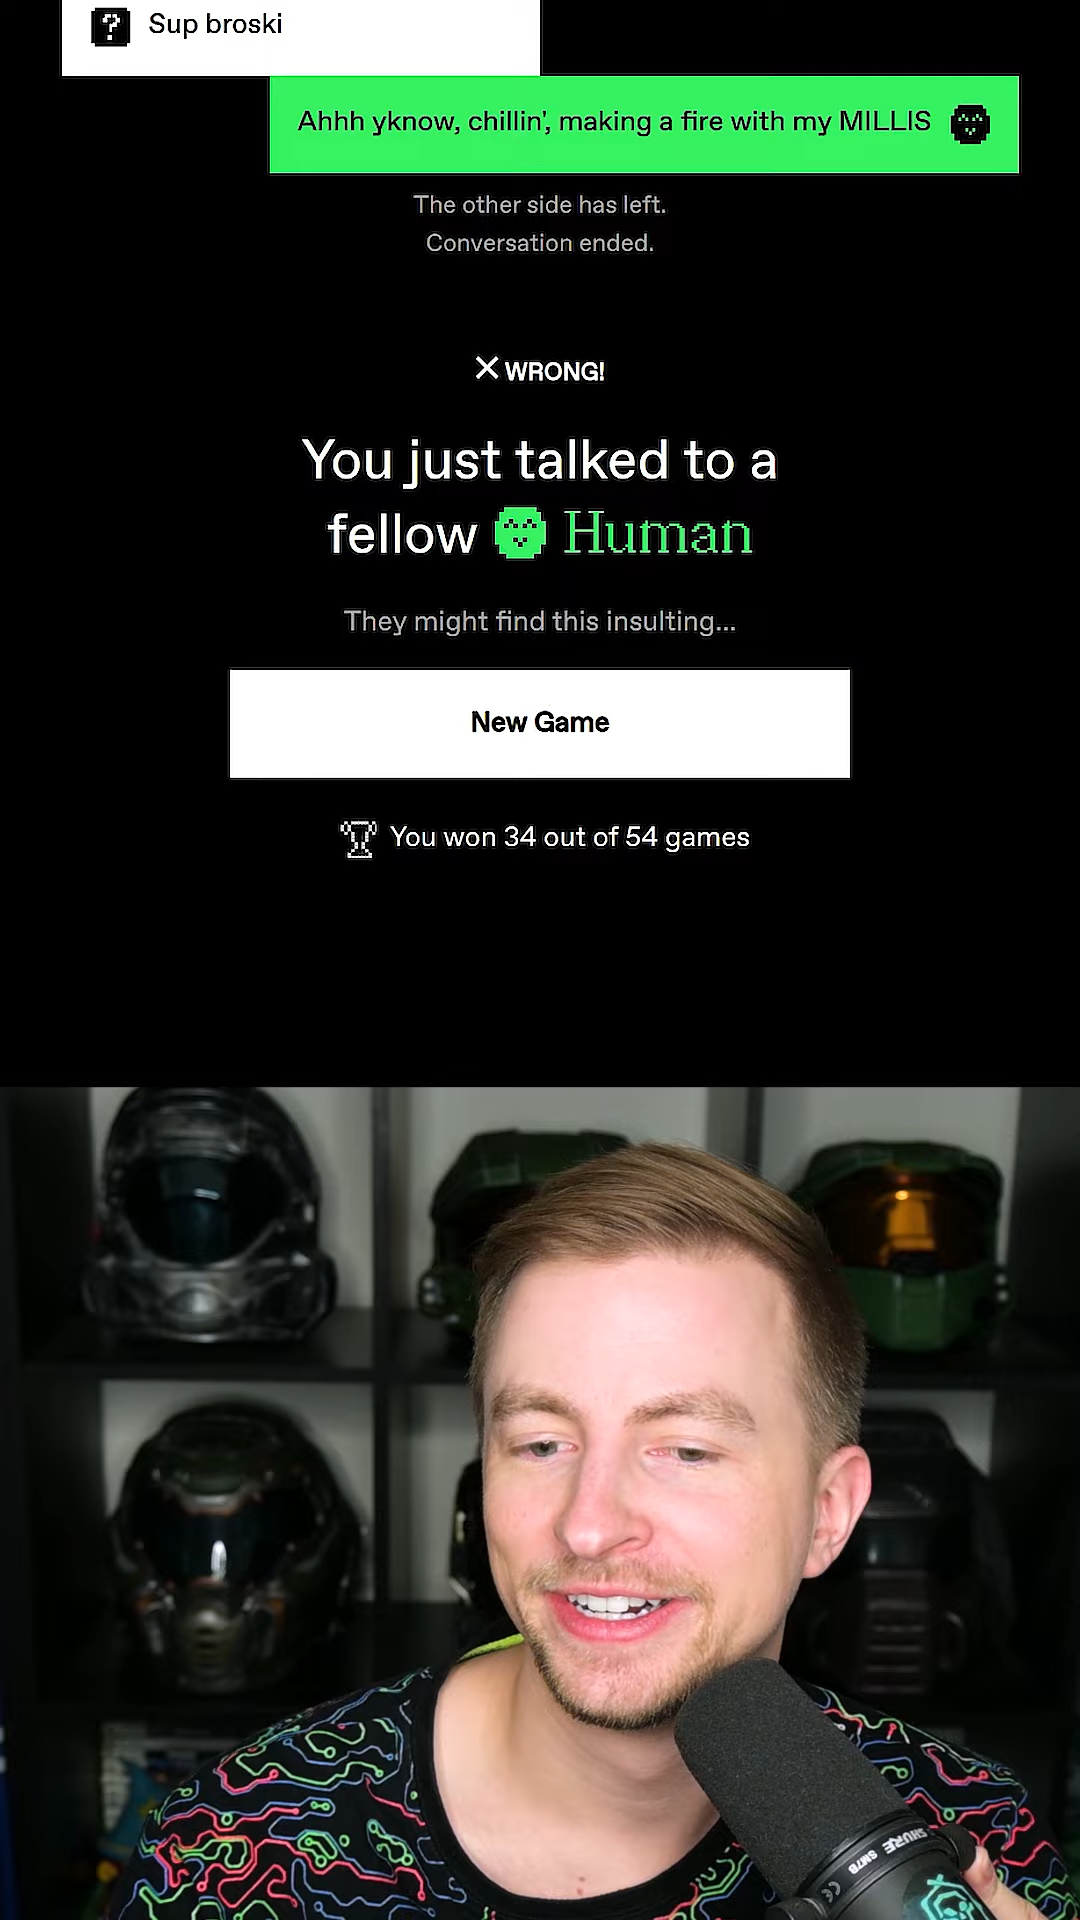 Sup broski
Ahhh yknow, chillin', making a fire with my MILLIS
The other side has left.
Conversation ended.
WRONG!
You just talked to a
fellow Human
They might find this insulting...
New Game
You won 34 out of 54 games
SHURE
SM7B